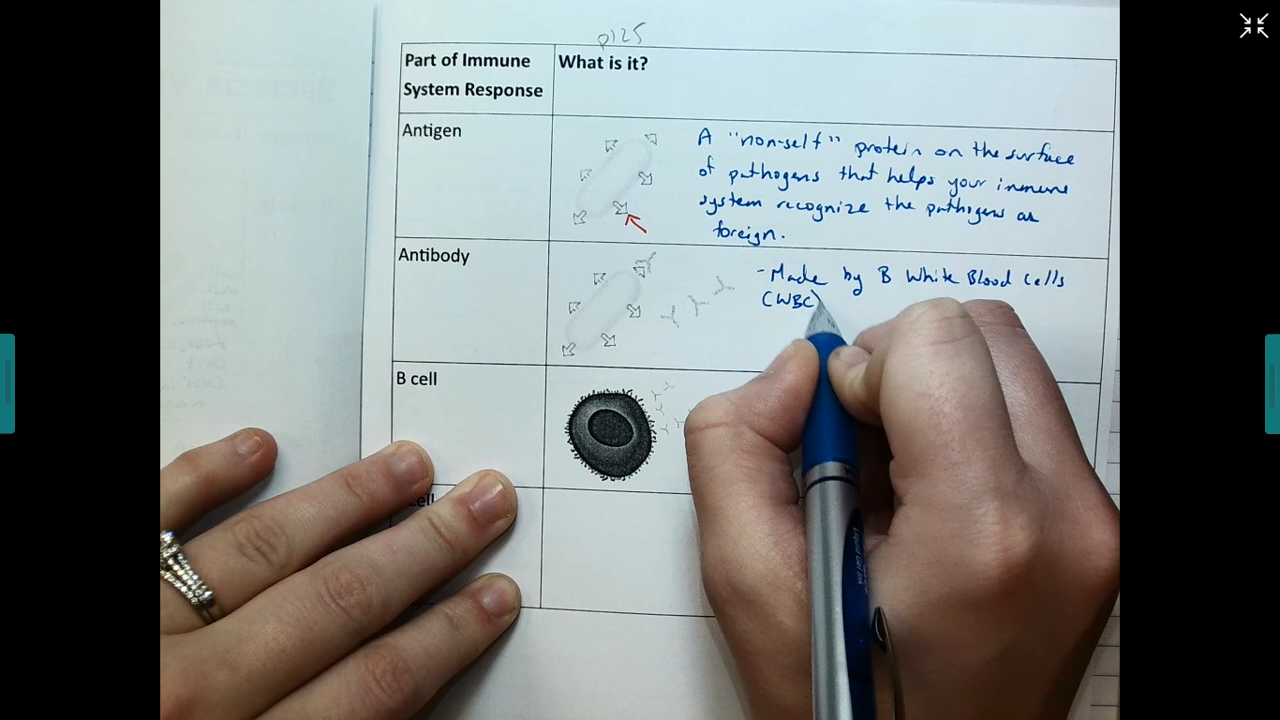 p125
Part of Immune
System Response
What is it?
Antigen
A "non-self" protein on the surface
of pathogens that helps your immune
system recognize the pathogens as
foreign.
Antibody
-Made by B White Blood Cells
(WBC)
B cell
cell